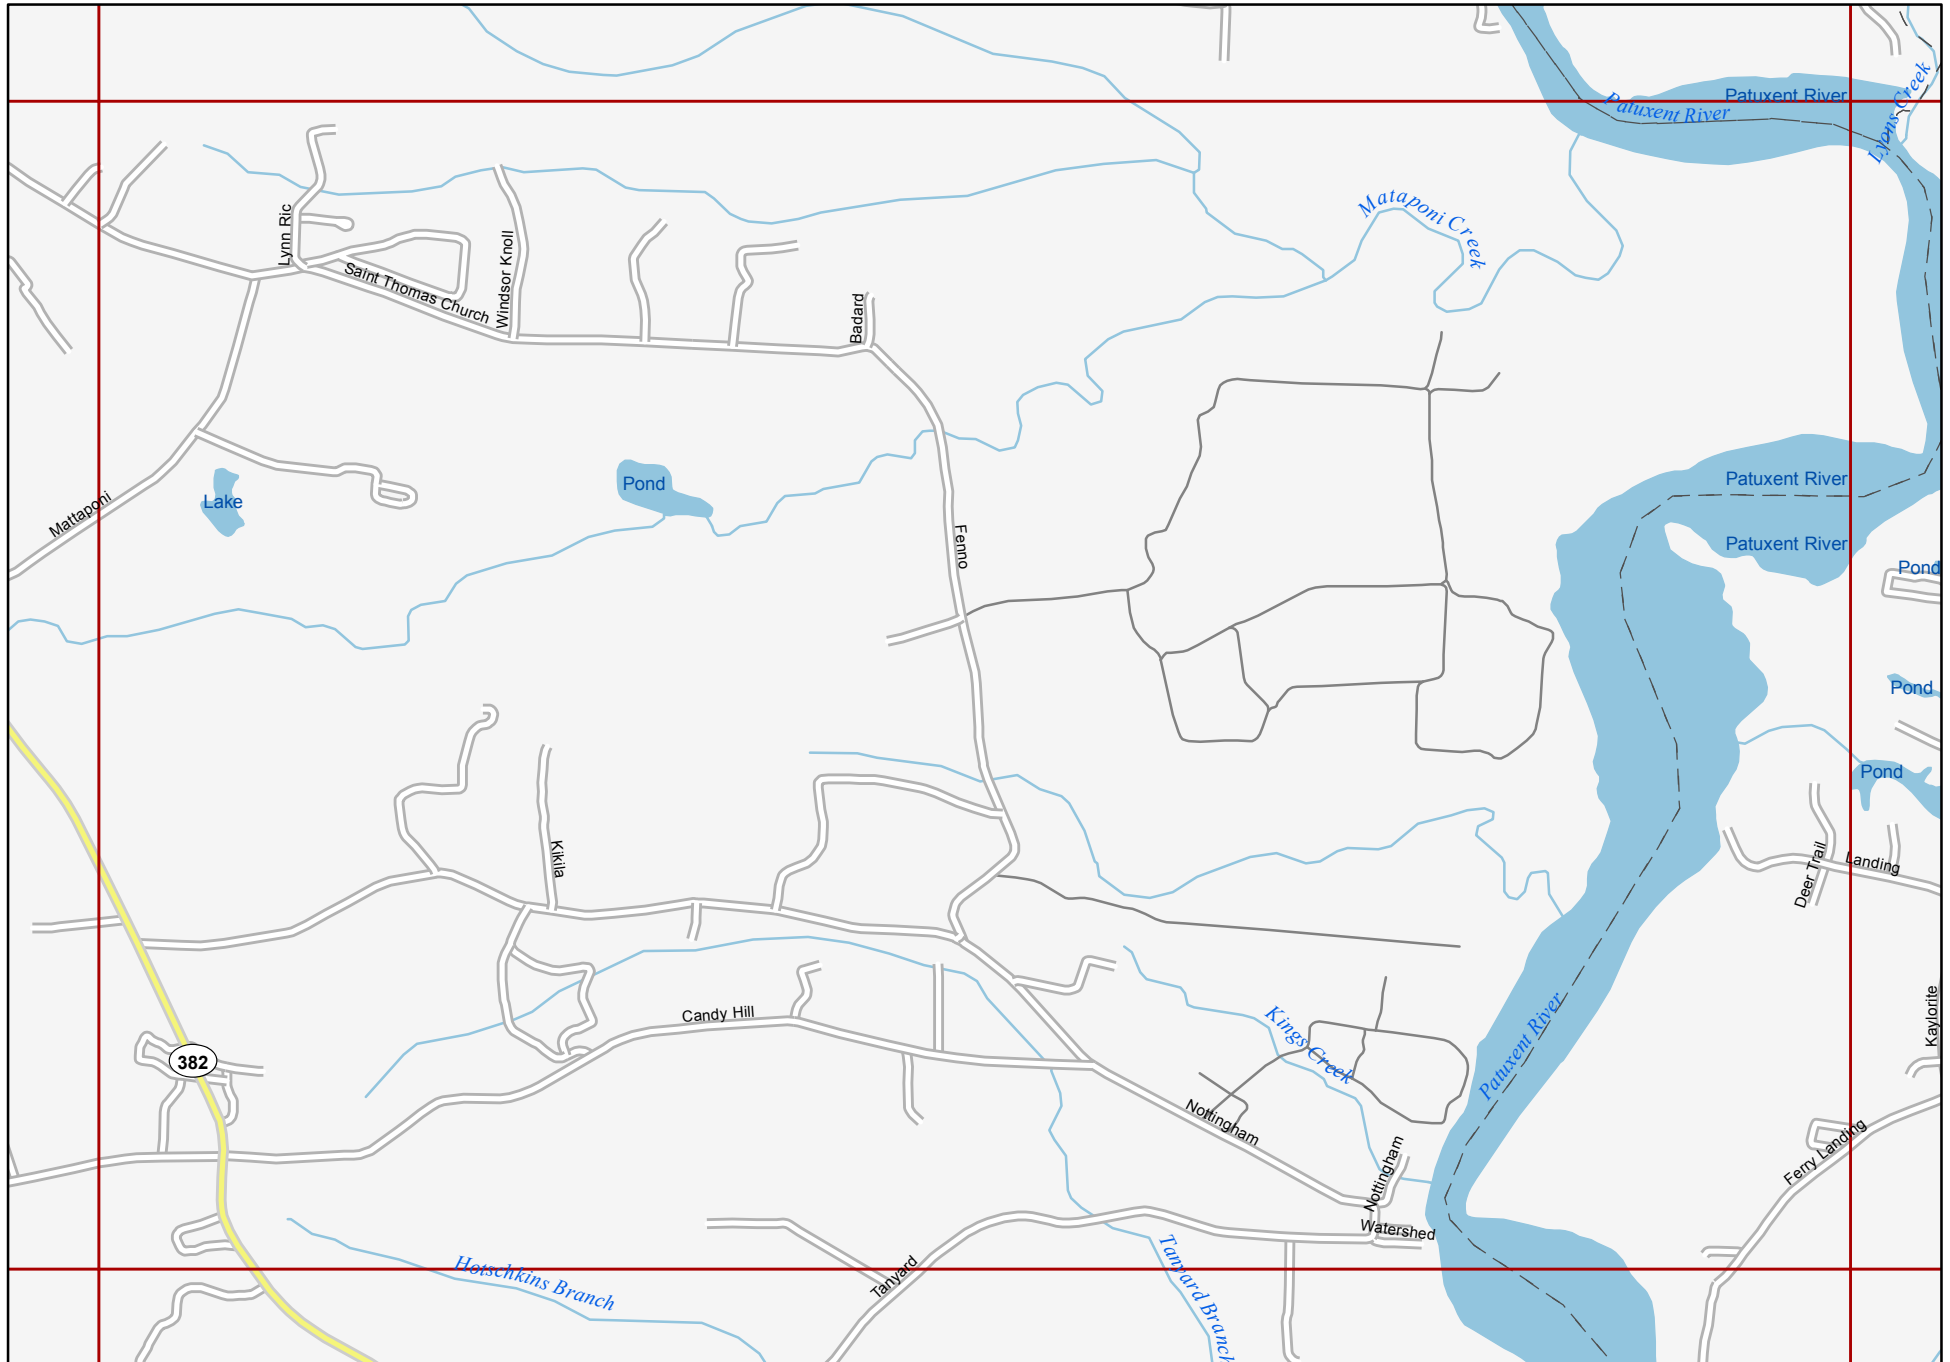 Patuxent River
Patuxent River
Lyons Creek
Mataponi Creek
Lynn Ric
Saint Thomas Church
Windsor Knoll
Badard
Lake
Pond
Mattaponi
Fenno
Patuxent River
Patuxent River
Pond
Pond
Pond
Kikila
Deer Trail
Landing
Candy Hill
382
Kings Creek
Patuxent River
Kaylorite
Nottingham
Nottingham
Ferry Landing
Watershed
Hotschkins Branch
Tanyard
Tanyard Branch